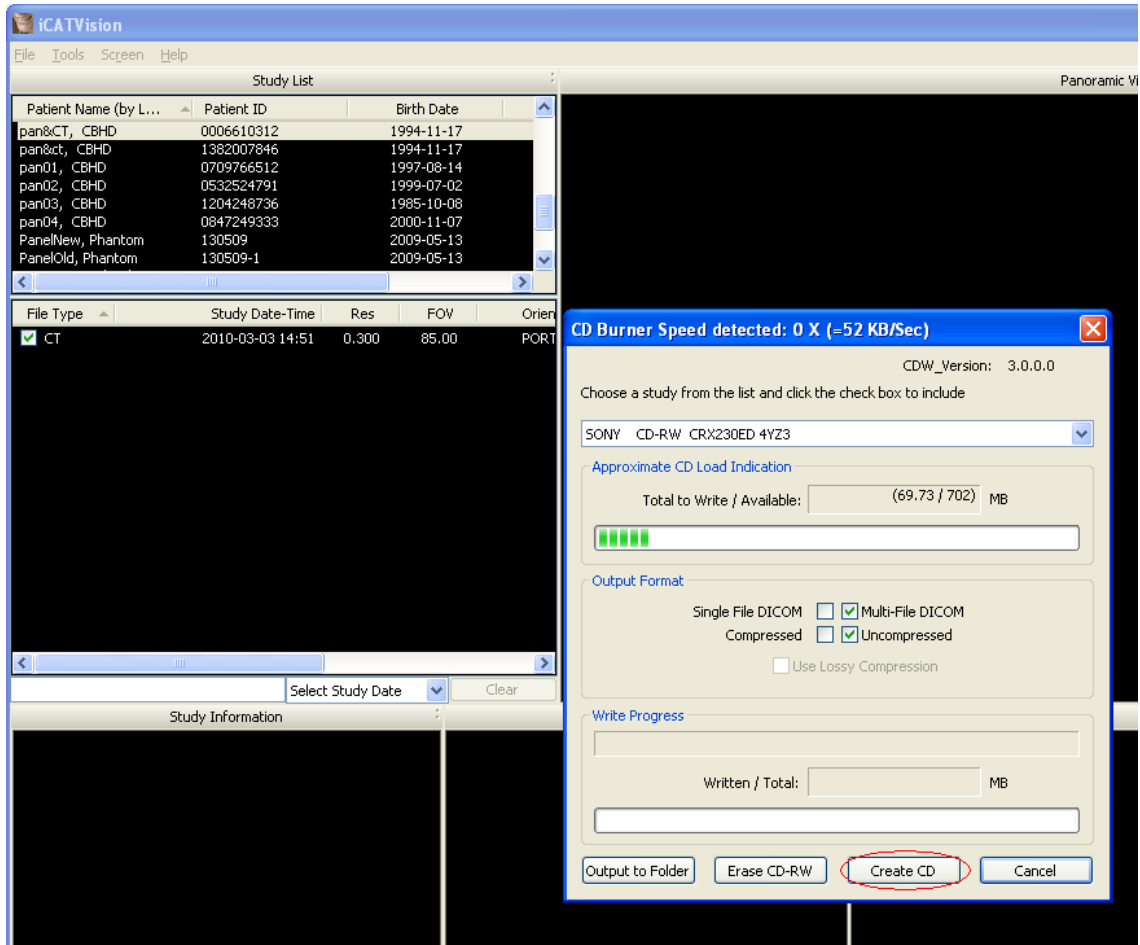 iCATVision
File Tools Screen Help
Study List
Patient Name (by L... Patient ID Birth Date
pan&CT, CBHD 0006610312 1994-11-17
pan&ct, CBHD 1382007846 1994-11-17
pan01, CBHD 0709766512 1997-08-14
pan02, CBHD 0532524791 1999-07-02
pan03, CBHD 1204248736 1985-10-08
pan04, CBHD 0847249333 2000-11-07
PanelNew, Phantom 130509 2009-05-13
PanelOld, Phantom 130509-1 2009-05-13
File Type Study Date-Time Res FOV Orien
CT 2010-03-03 14:51 0.300 85.00 PORT
Select Study Date Clear
Study Information
Panoramic Vi
CD Burner Speed detected: 0 X (=52 KB/Sec)
CDW_Version: 3.0.0.0
Choose a study from the list and click the check box to include
SONY CD-RW CRX230ED 4YZ3
Approximate CD Load Indication
Total to Write / Available: (69.73 / 702) MB
Output Format
Single File DICOM Multi-File DICOM
Compressed Uncompressed
Use Lossy Compression
Write Progress
Written / Total: MB
Output to Folder Erase CD-RW Create CD Cancel